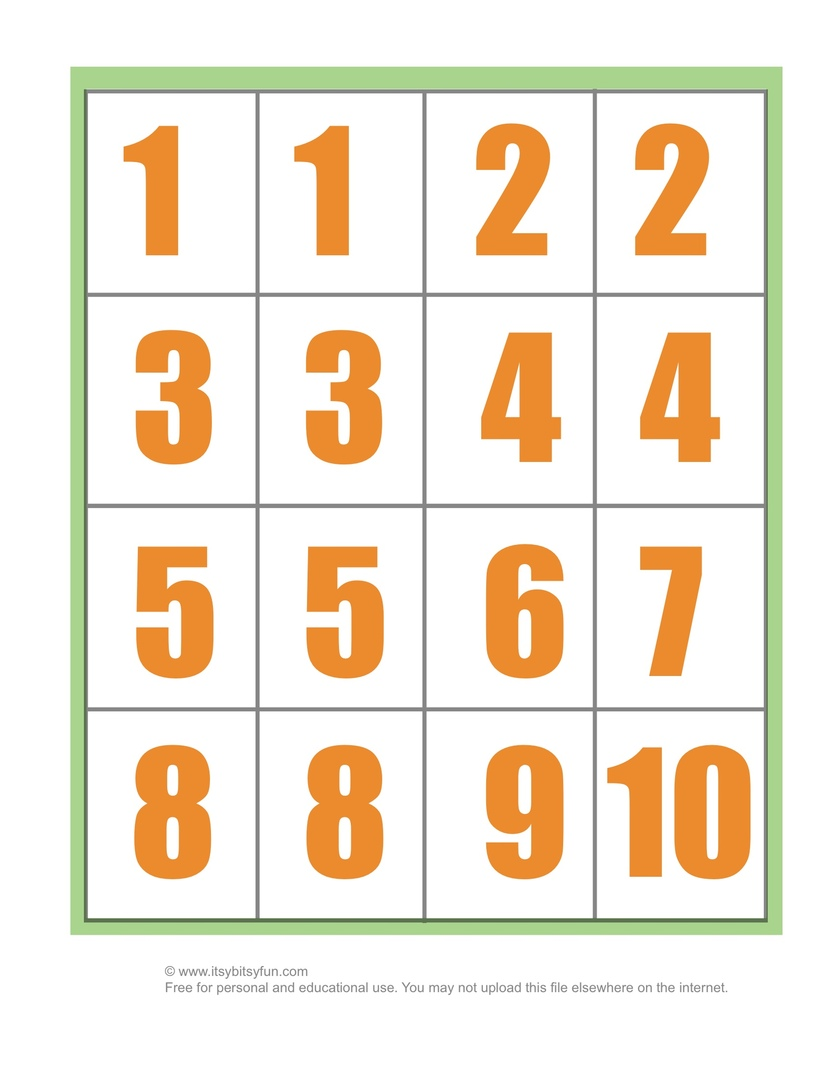 1 1 2 2
3 3 4 4
5 5 6 7
8 8 9 10
© www.itsybitsyfun.com
Free for personal and educational use. You may not upload this file elsewhere on the internet.